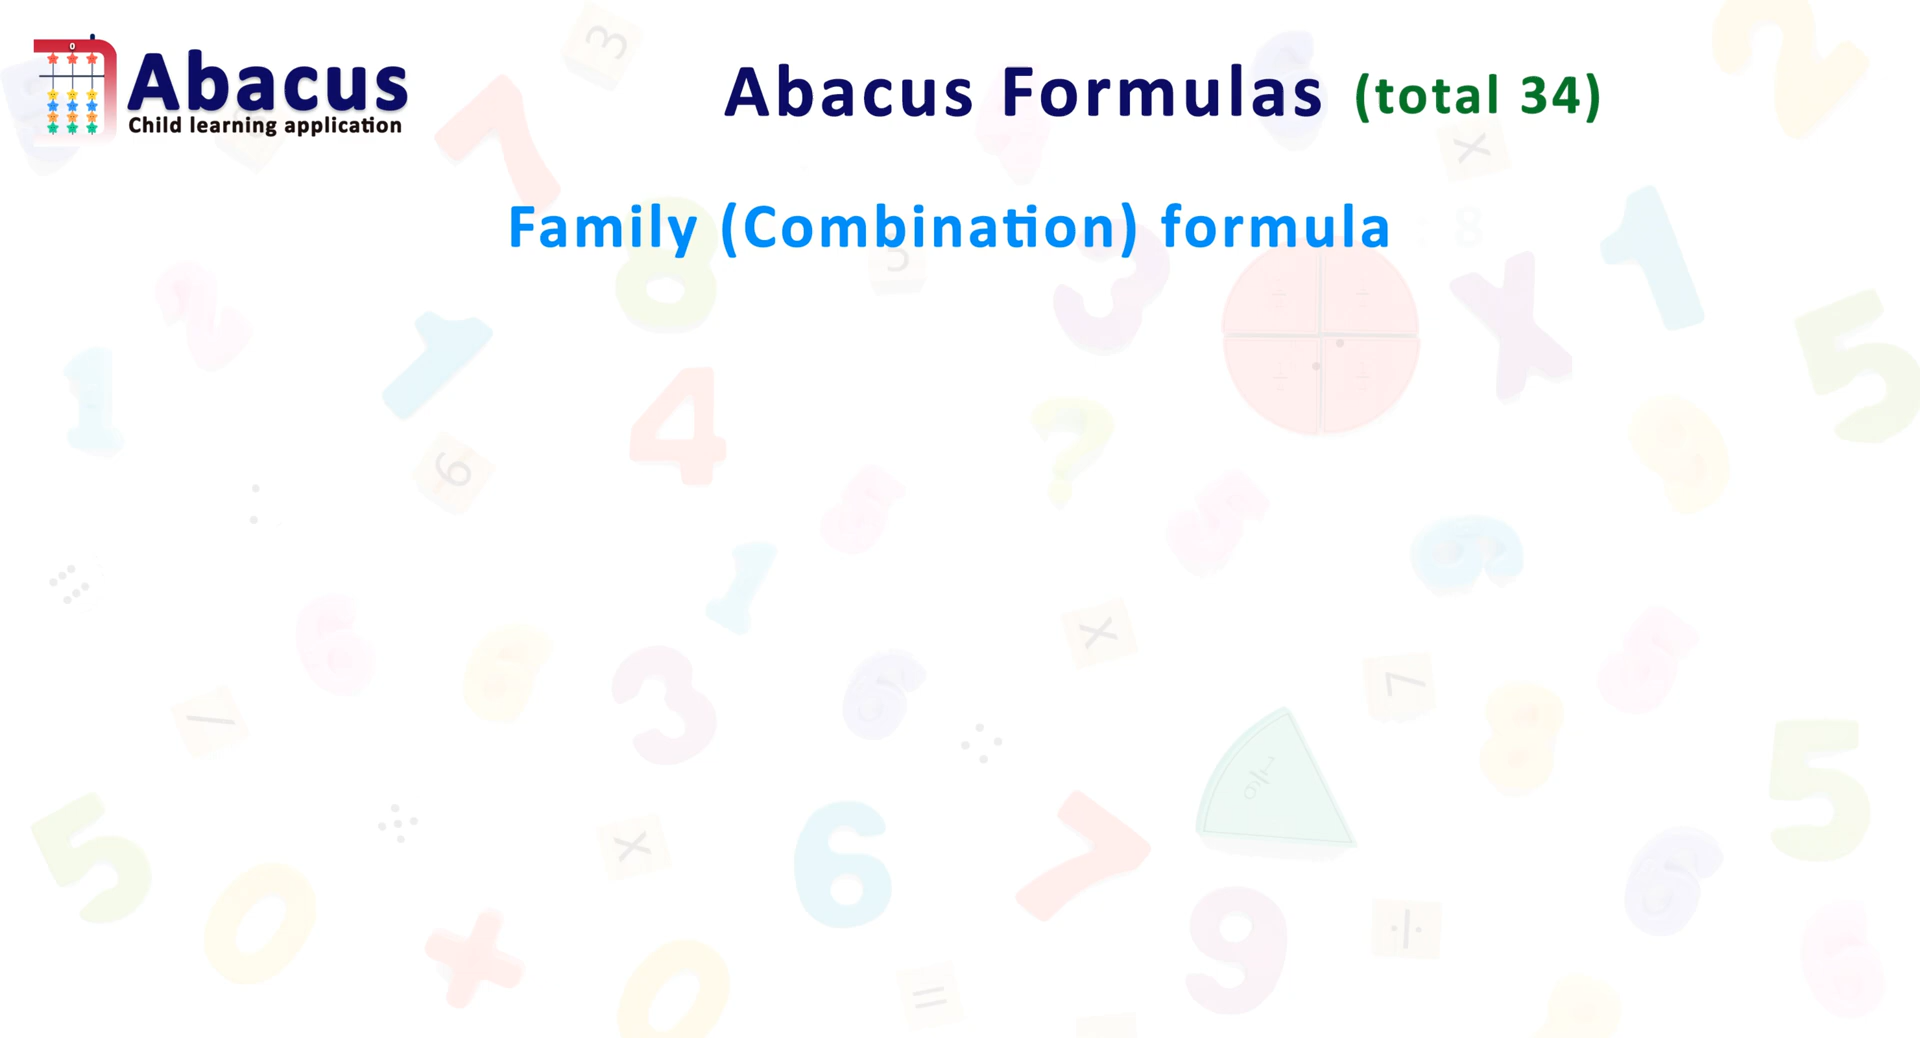 Abacus
Child learning application
Abacus Formulas (total 34)
Family (Combination) formula